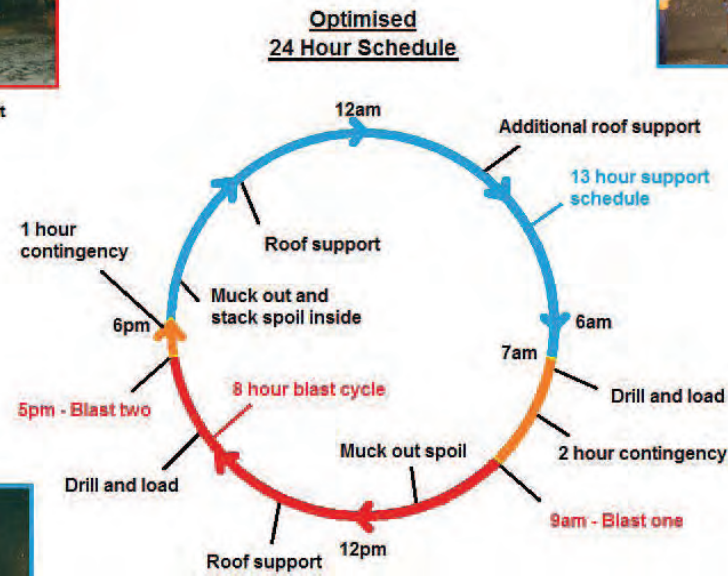 Optimised
24 Hour Schedule
t
12am
Additional roof support
13 hour support
schedule
1 hour
contingency
Roof support
Muck out and
stack spoil inside
6pm
6am
7am
Drill and load
5pm - Blast two
8 hour blast cycle
2 hour contingency
Muck out spoil
Drill and load
9am - Blast one
12pm
Roof support